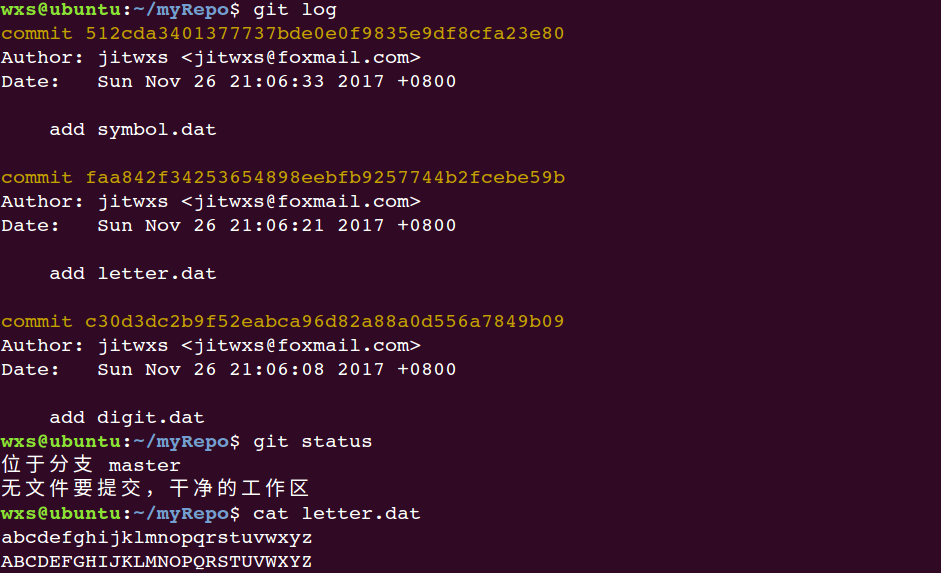 wxs@ubuntu:~/myRepo$ git log
commit 512cda3401377737bde0e0f9835e9df8cfa23e80
Author: jitwxs <jitwxs@foxmail.com>
Date:   Sun Nov 26 21:06:33 2017 +0800
    add symbol.dat
commit faa842f34253654898eebfb9257744b2fcebe59b
Author: jitwxs <jitwxs@foxmail.com>
Date:   Sun Nov 26 21:06:21 2017 +0800
    add letter.dat
commit c30d3dc2b9f52eabca96d82a88a0d556a7849b09
Author: jitwxs <jitwxs@foxmail.com>
Date:   Sun Nov 26 21:06:08 2017 +0800
    add digit.dat
wxs@ubuntu:~/myRepo$ git status
位于分支 master
无文件要提交，干净的工作区
wxs@ubuntu:~/myRepo$ cat letter.dat
abcdefghijklmnopqrstuvwxyz
ABCDEFGHIJKLMNOPQRSTUVWXYZ